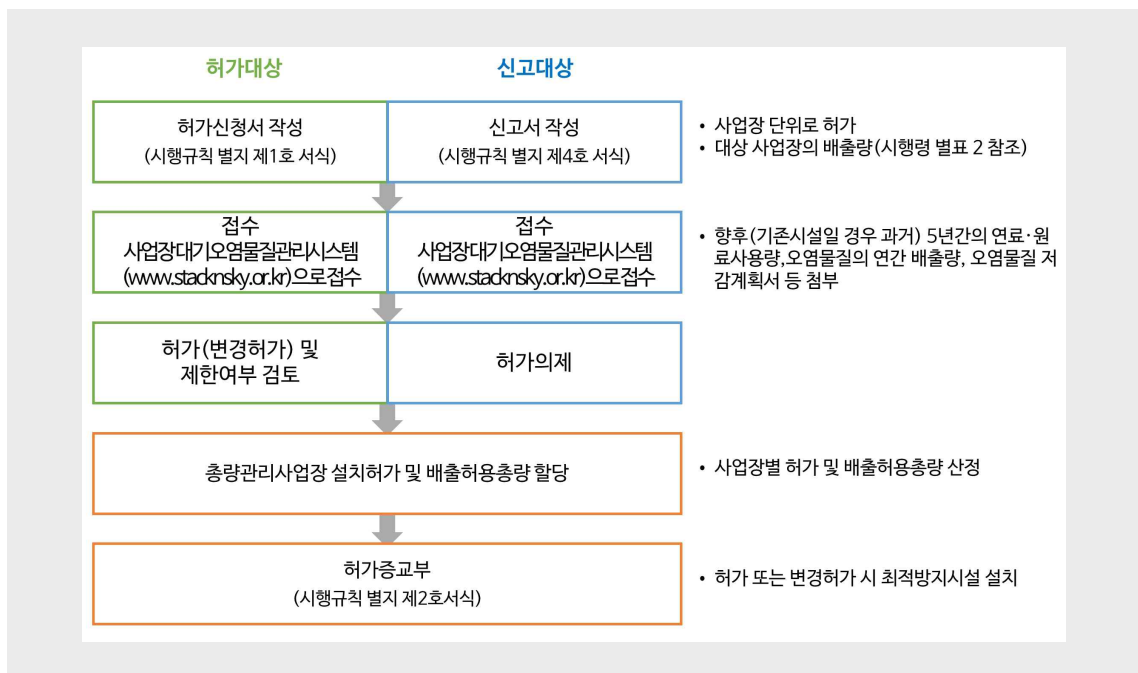 허가대상
신고대상
허가신청서 작성
(시행규칙 별지 제1호 서식)
신고서 작성
(시행규칙 별지 제4호 서식)
• 사업장 단위로 허가
• 대상 사업장의 배출량(시행령 별표 2 참조)
접수
사업장대기오염물질관리시스템
(www.stacknsky.or.kr)으로접수
접수
사업장대기오염물질관리시스템
(www.stacknsky.or.kr)으로접수
• 향후(기존시설일 경우 과거) 5년간의 연료·원
료사용량,오염물질의 연간 배출량, 오염물질 저
감계획서 등 첨부
허가(변경허가) 및
제한여부 검토
허가의제
총량관리사업장 설치허가 및 배출허용총량 할당
• 사업장별 허가 및 배출허용총량 산정
허가증교부
(시행규칙 별지 제2호서식)
• 허가 또는 변경허가 시 최적방지시설 설치